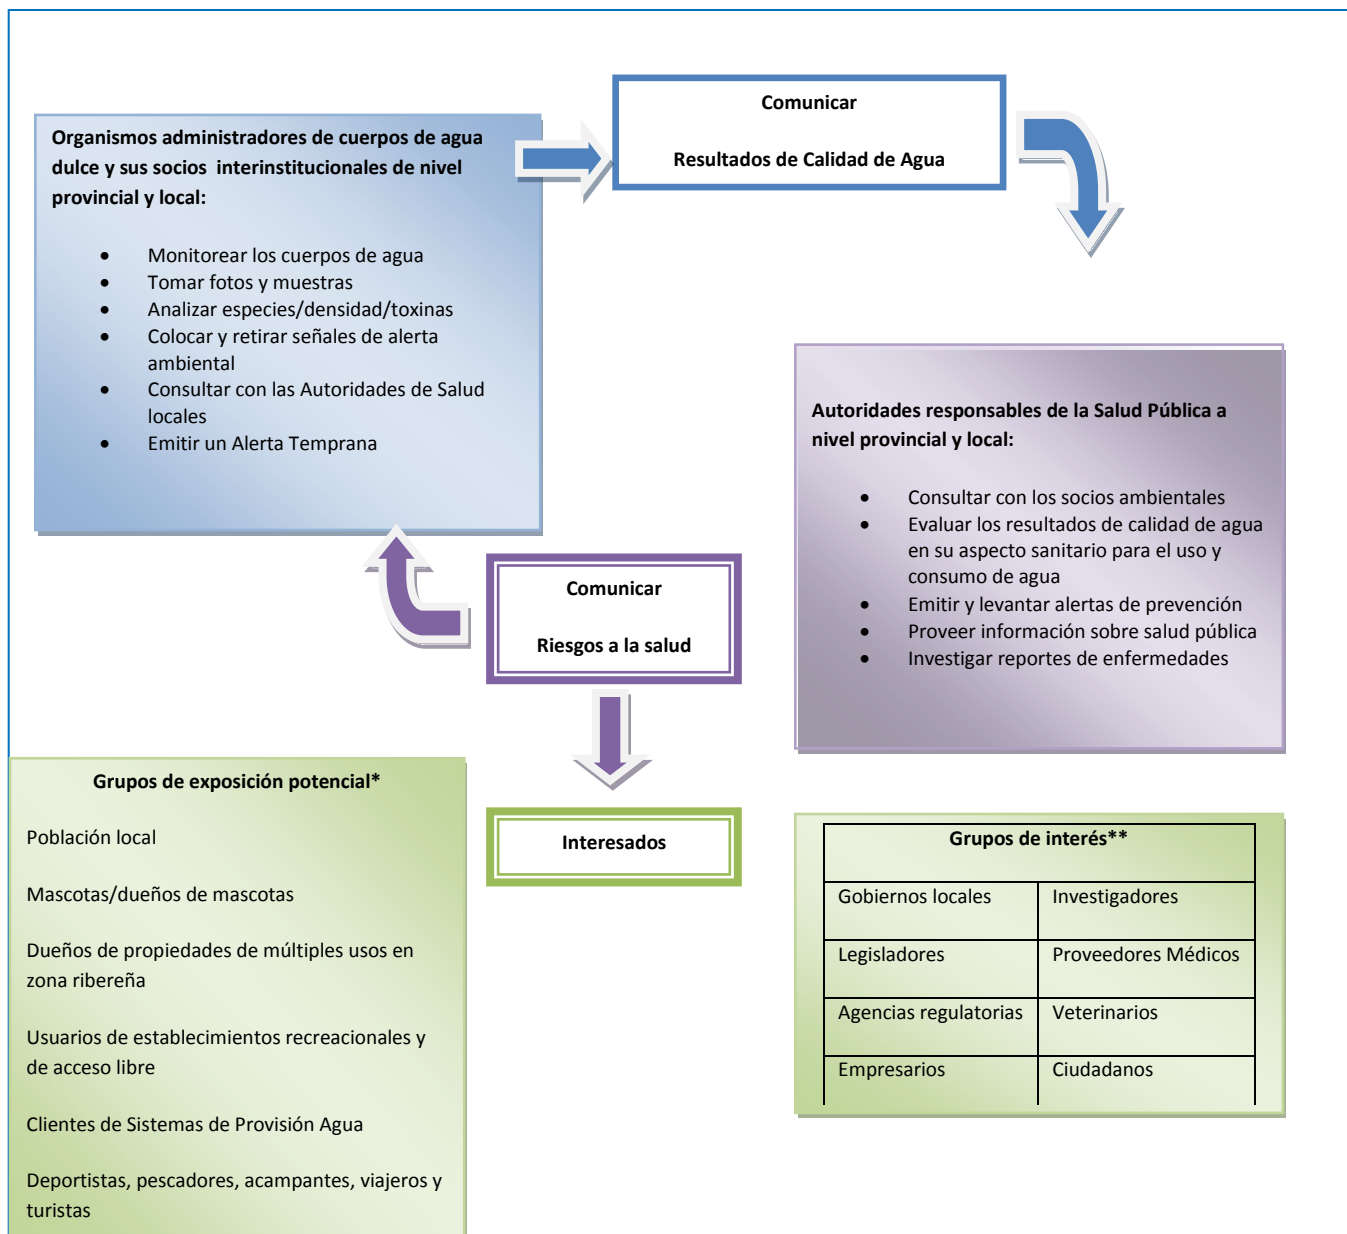 Comunicar
Resultados de Calidad de Agua
Organismos administradores de cuerpos de agua
dulce y sus socios interinstitucionales de nivel
provincial y local:
• Monitorear los cuerpos de agua
• Tomar fotos y muestras
• Analizar especies/densidad/toxinas
• Colocar y retirar señales de alerta
ambiental
• Consultar con las Autoridades de Salud
locales
• Emitir un Alerta Temprana
Autoridades responsables de la Salud Pública a
nivel provincial y local:
• Consultar con los socios ambientales
• Evaluar los resultados de calidad de agua
en su aspecto sanitario para el uso y
consumo de agua
• Emitir y levantar alertas de prevención
• Proveer información sobre salud pública
• Investigar reportes de enfermedades
Comunicar
Riesgos a la salud
Interesados
Grupos de exposición potencial*
Población local
Mascotas/dueños de mascotas
Dueños de propiedades de múltiples usos en
zona ribereña
Usuarios de establecimientos recreacionales y
de acceso libre
Clientes de Sistemas de Provisión Agua
Deportistas, pescadores, acampantes, viajeros y
turistas
Grupos de interés**
Gobiernos locales Investigadores
Legisladores Proveedores Médicos
Agencias regulatorias Veterinarios
Empresarios Ciudadanos